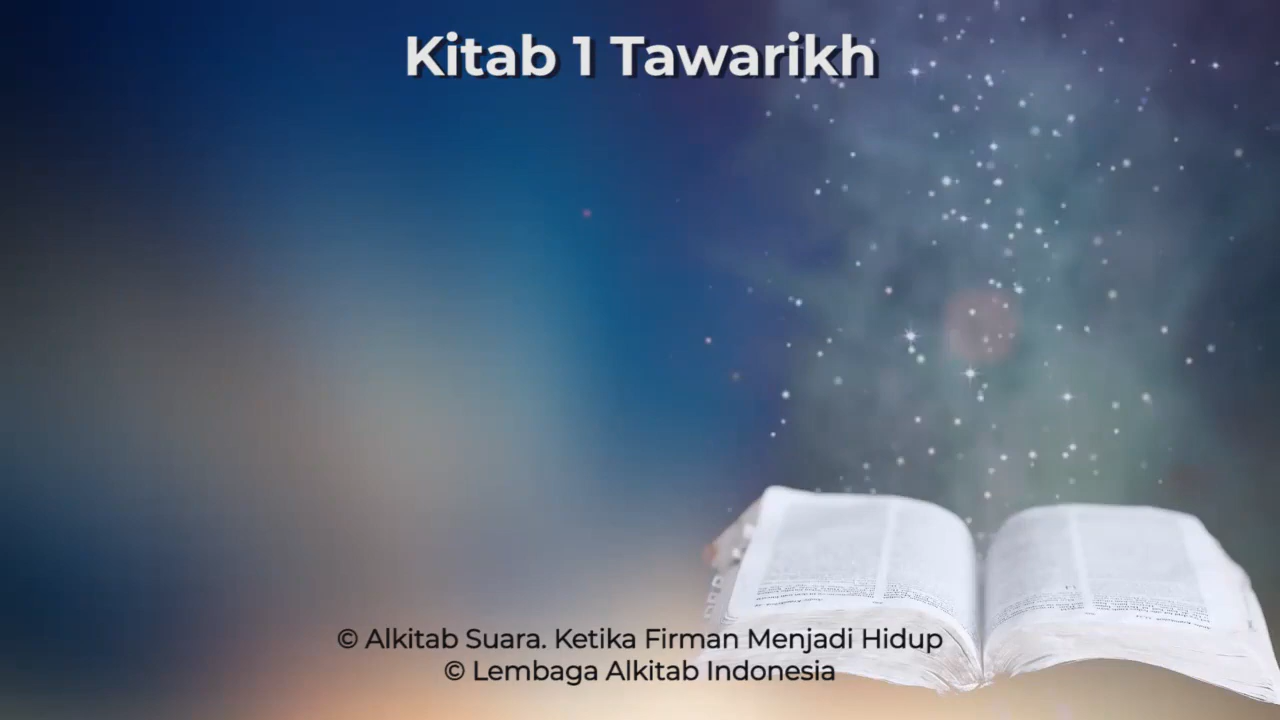 Kitab 1 Tawarikh
© Alkitab Suara. Ketika Firman Menjadi Hidup
© Lembaga Alkitab Indonesia